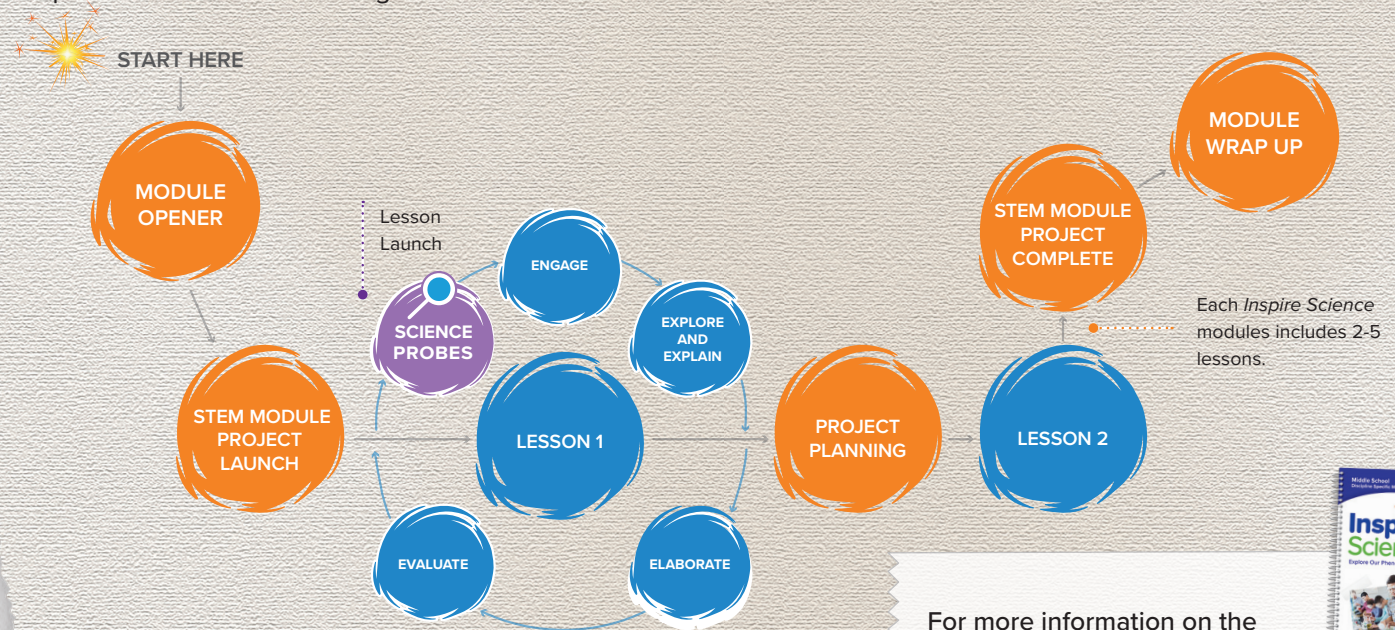 START HERE
MODULE
OPENER
STEM MODULE
PROJECT
LAUNCH
Lesson
Launch
SCIENCE
PROBES
ENGAGE
EXPLORE
AND
EXPLAIN
LESSON 1
ELABORATE
EVALUATE
PROJECT
PLANNING
LESSON 2
STEM MODULE
PROJECT
COMPLETE
MODULE
WRAP UP
Each Inspire Science
modules includes 2-5
lessons.
For more information on the
Middle School